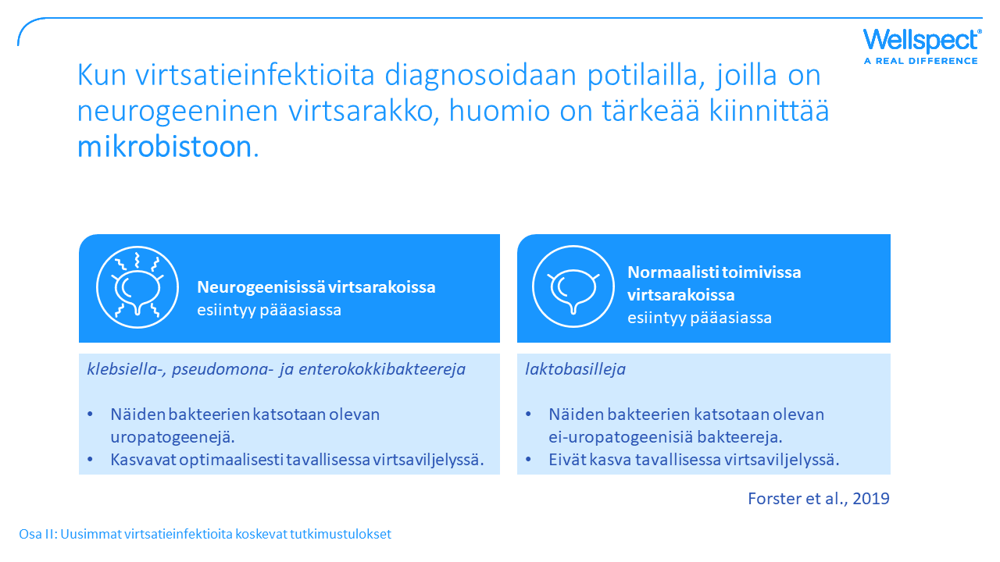 Wellspect®
A REAL DIFFERENCE
Kun virtsatieinfektioita diagnosoidaan potilailla, joilla on
neurogeeninen virtsarakko, huomio on tärkeää kiinnittää
mikrobistoon.
Neurogeenisissä virtsarakoissa
esiintyy pääasiassa
klebsiella-, pseudomona- ja enterokokkibakteereja
• Näiden bakteerien katsotaan olevan
uropatogeenejä.
• Kasvavat optimaalisesti tavallisessa virtsaviljelyssä.
Normaalisti toimivissa
virtsarakoissa
esiintyy pääasiassa
laktobasilleja
• Näiden bakteerien katsotaan olevan
ei-uropatogeenisiä bakteereja.
• Eivät kasva tavallisessa virtsaviljelyssä.
Forster et al., 2019
Osa II: Uusimmat virtsatieinfektioita koskevat tutkimustulokset